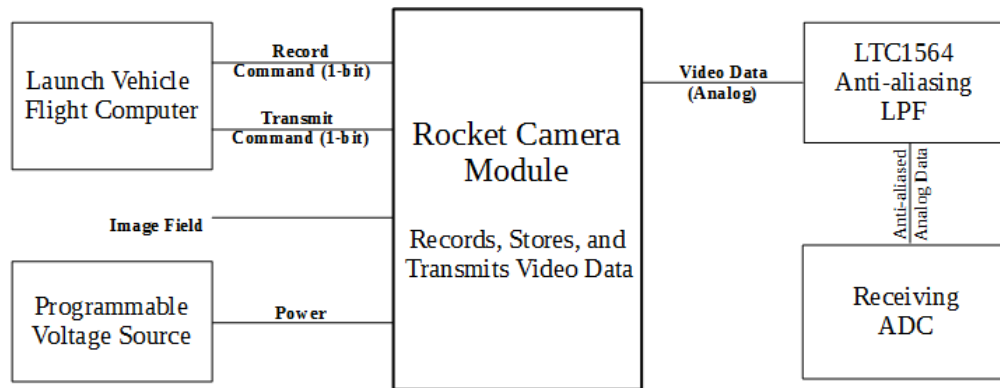 Launch Vehicle
Flight Computer
Record
Command (1-bit)
Transmit
Command (1-bit)
Image Field
Programmable
Voltage Source
Power
Rocket Camera
Module
Records, Stores, and
Transmits Video Data
Video Data
(Analog)
LTC1564
Anti-aliasing
LPF
Anti-aliased
Analog Data
Receiving
ADC